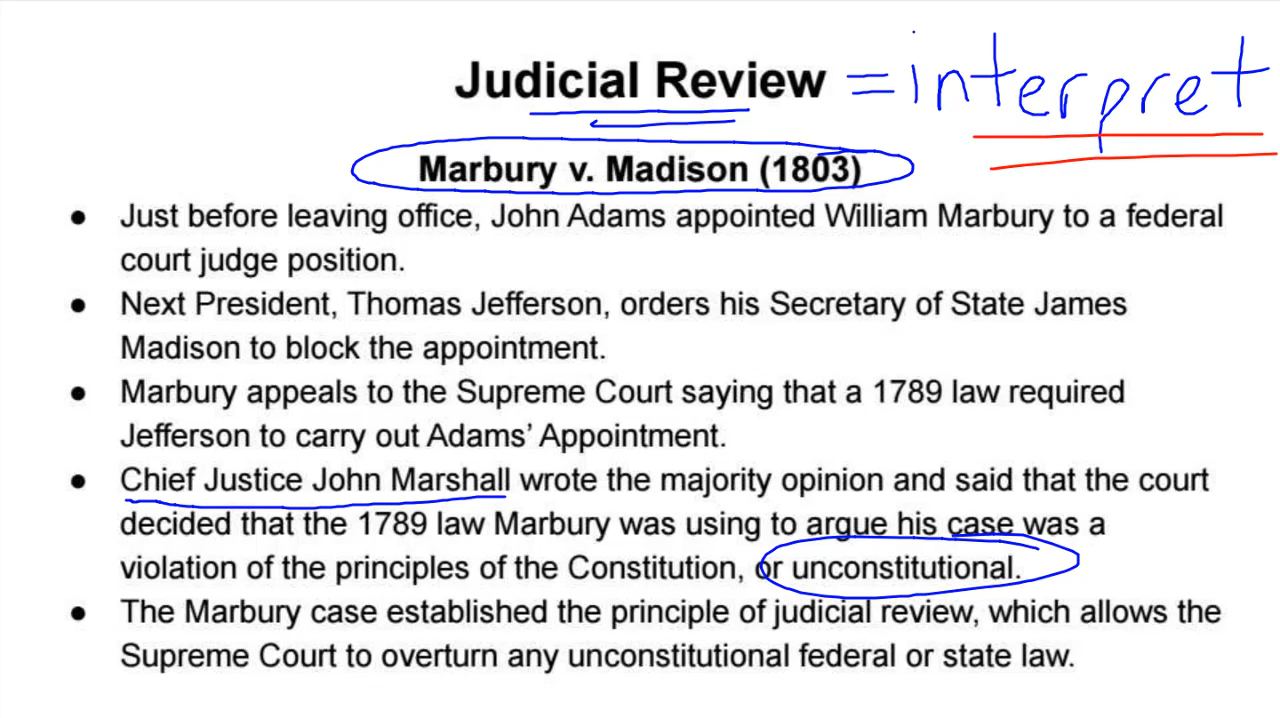 Judicial Review = interpret
Marbury v. Madison (1803)
● Just before leaving office, John Adams appointed William Marbury to a federal
court judge position.
● Next President, Thomas Jefferson, orders his Secretary of State James
Madison to block the appointment.
● Marbury appeals to the Supreme Court saying that a 1789 law required
Jefferson to carry out Adams' Appointment.
● Chief Justice John Marshall wrote the majority opinion and said that the court
decided that the 1789 law Marbury was using to argue his case was a
violation of the principles of the Constitution, or unconstitutional.
● The Marbury case established the principle of judicial review, which allows the
Supreme Court to overturn any unconstitutional federal or state law.